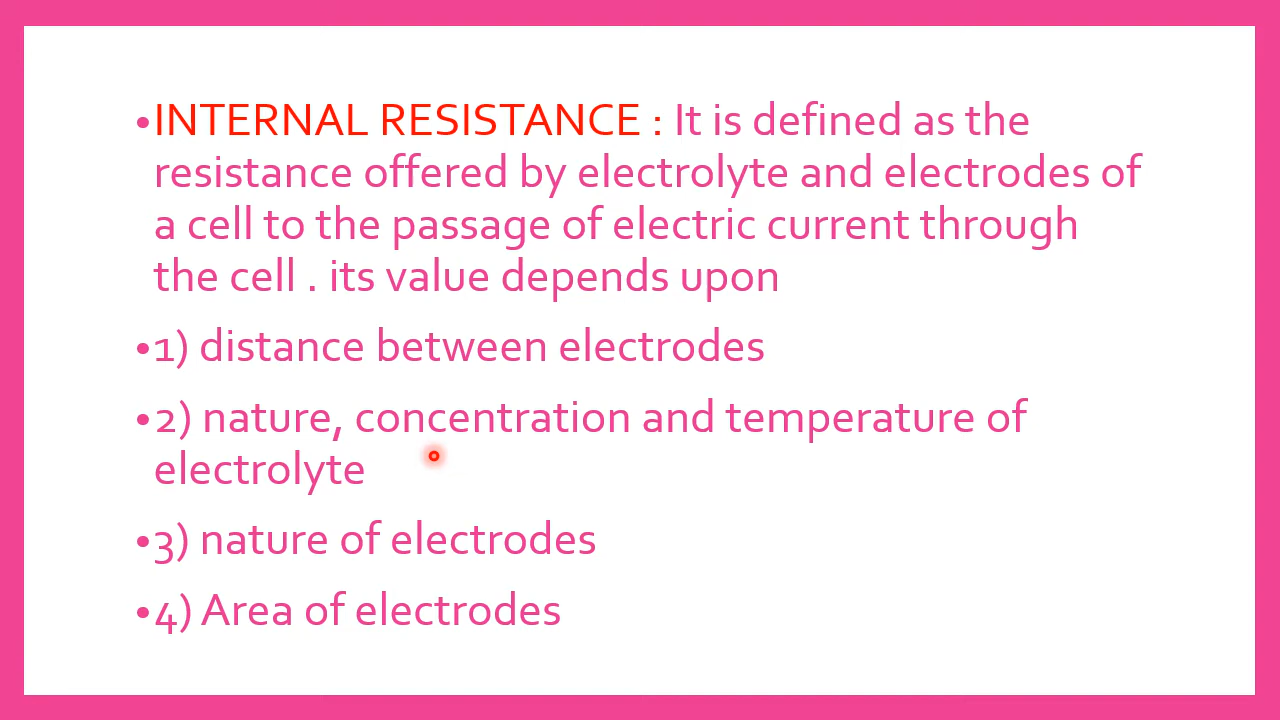 •INTERNAL RESISTANCE : It is defined as the
resistance offered by electrolyte and electrodes of
a cell to the passage of electric current through
the cell . its value depends upon
•1) distance between electrodes
•2) nature, concentration and temperature of
electrolyte
•3) nature of electrodes
•4) Area of electrodes